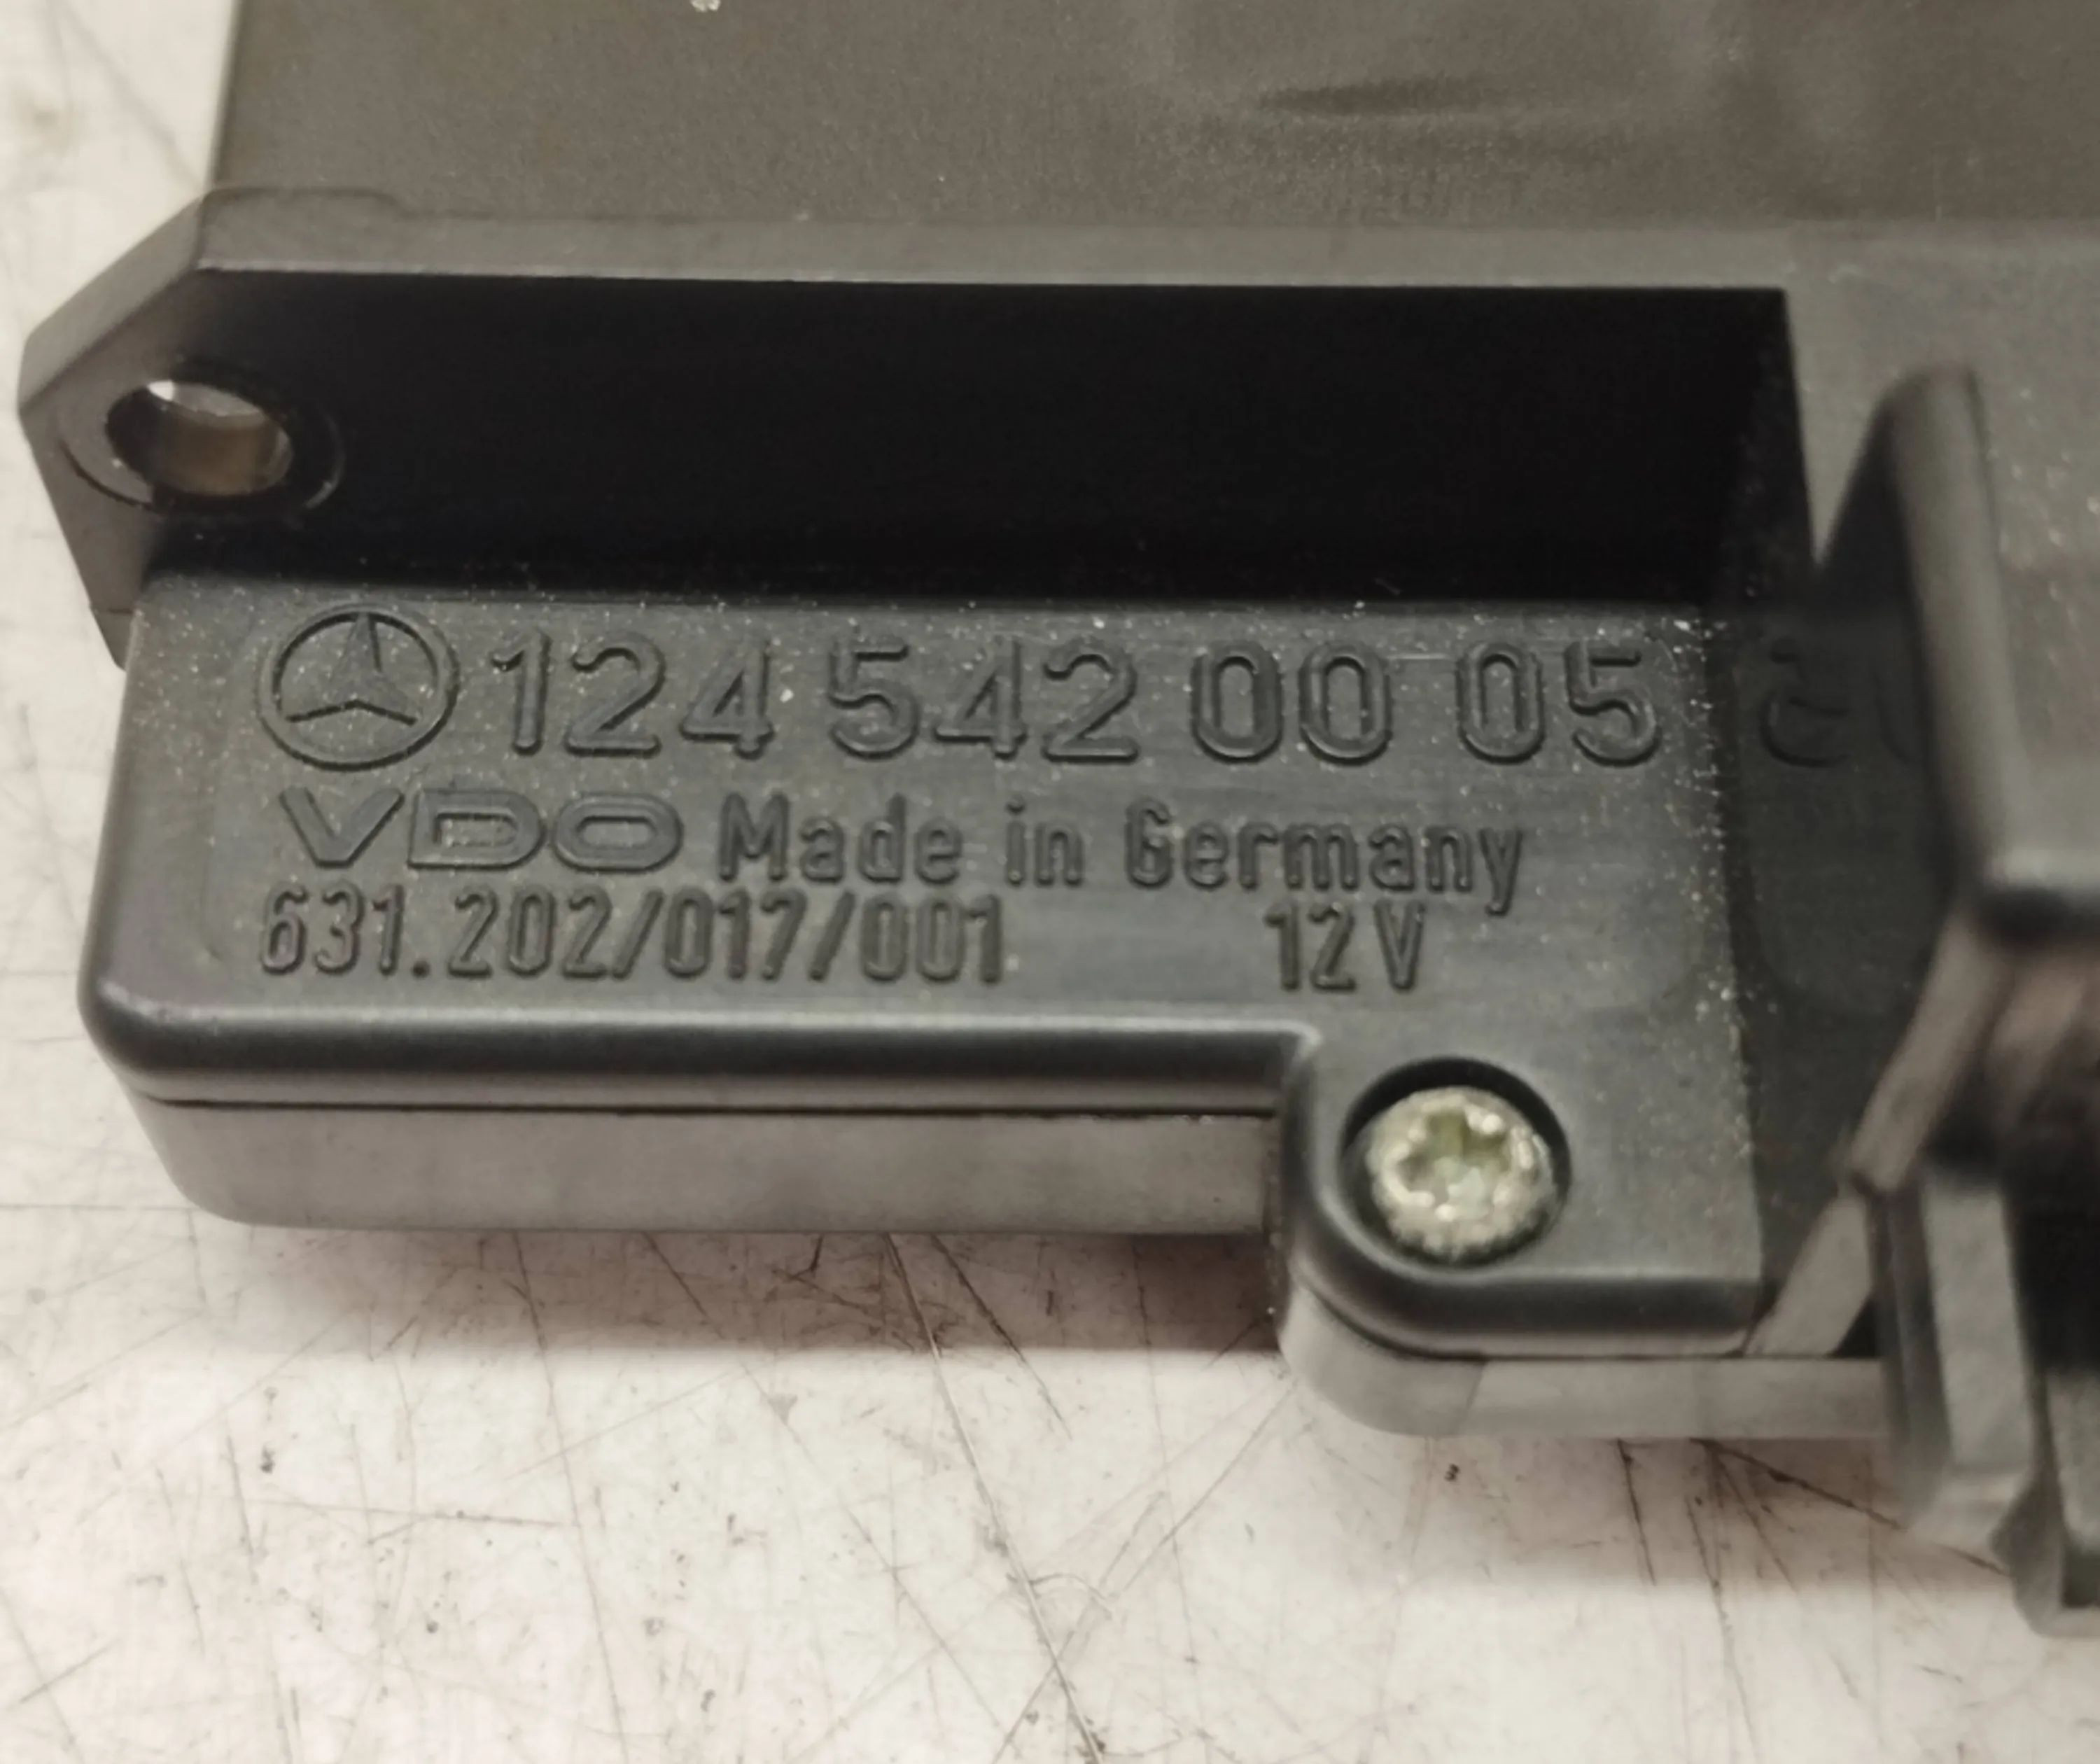 124 542 00 05
VDO Made in Germany
631.202/017/001 12V